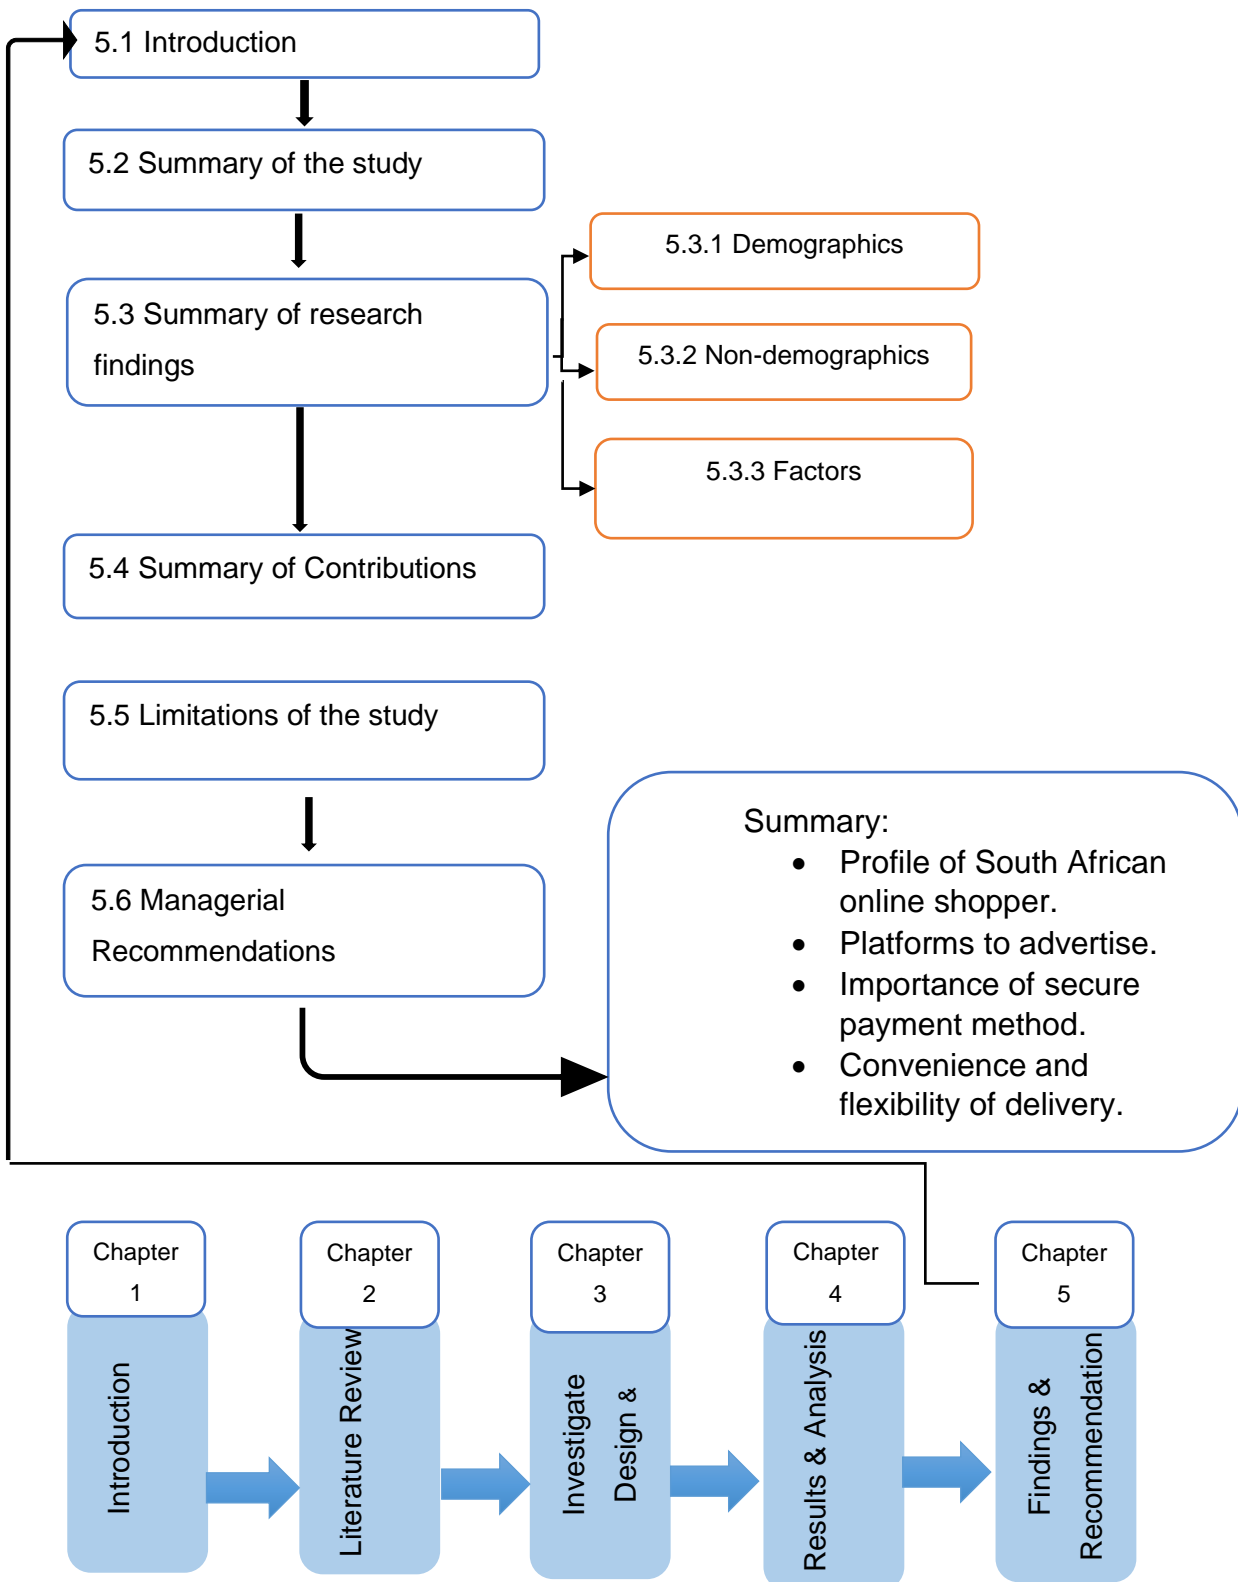 5.1 Introduction
5.2 Summary of the study
5.3 Summary of research
findings
5.3.1 Demographics
5.3.2 Non-demographics
5.3.3 Factors
5.4 Summary of Contributions
5.5 Limitations of the study
5.6 Managerial
Recommendations
Summary:
• Profile of South African
online shopper.
• Platforms to advertise.
• Importance of secure
payment method.
• Convenience and
flexibility of delivery.
Chapter
1
Introduction
Chapter
2
Literature Review
Chapter
3
Investigate
Design &
Chapter
4
Results & Analysis
Chapter
5
Findings &
Recommendation